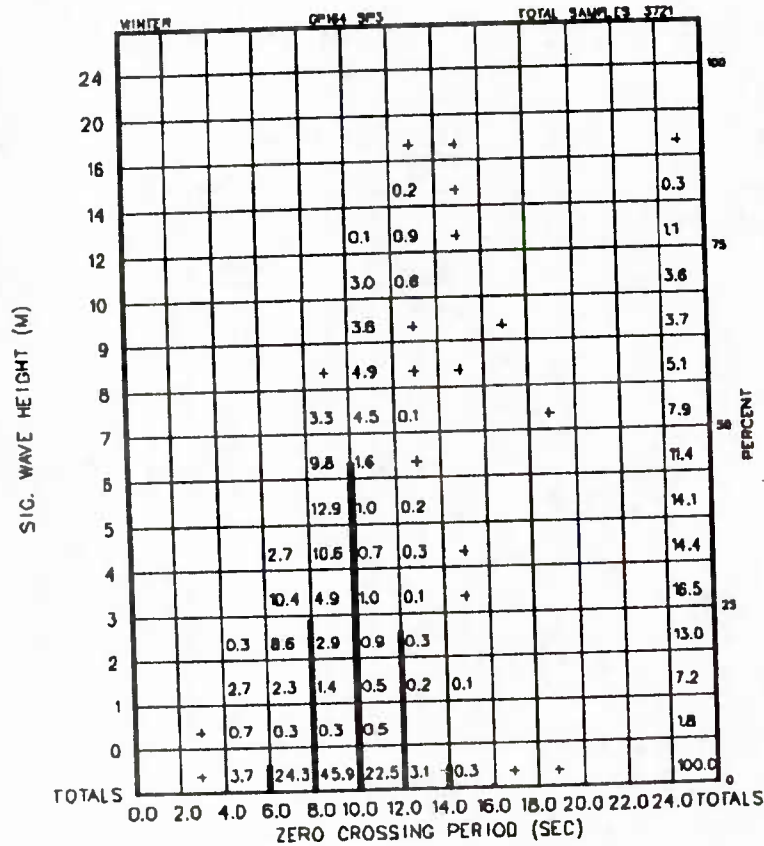 WINTER GP164 SP3 TOTAL SAMPLES 3721
100
24
20
+ + +
16
0.2 + 0.3
14
0.1 0.9 + 1.1
12 75
3.0 0.6 3.6
10
3.6 + + 3.7
9
+ 4.9 + + 5.1
8
3.3 4.5 0.1 + 7.9
7 50
9.8 1.6 + 11.4
6
12.9 1.0 0.2 14.1
5
2.7 10.6 0.7 0.3 + 14.4
4
10.4 4.9 1.0 0.1 + 16.5
3 25
0.3 8.6 2.9 0.9 0.3 13.0
2
2.7 2.3 1.4 0.5 0.2 0.1 7.2
1
+ 0.7 0.3 0.3 0.5 1.8
0
+ 3.7 24.3 45.9 22.5 3.1 0.3 + + 100.0 0
TOTALS 0.0 2.0 4.0 6.0 8.0 10.0 12.0 14.0 16.0 18.0 20.0 22.0 24.0 TOTALS
ZERO CROSSING PERIOD (SEC)
SIG. WAVE HEIGHT (M)
PERCENT